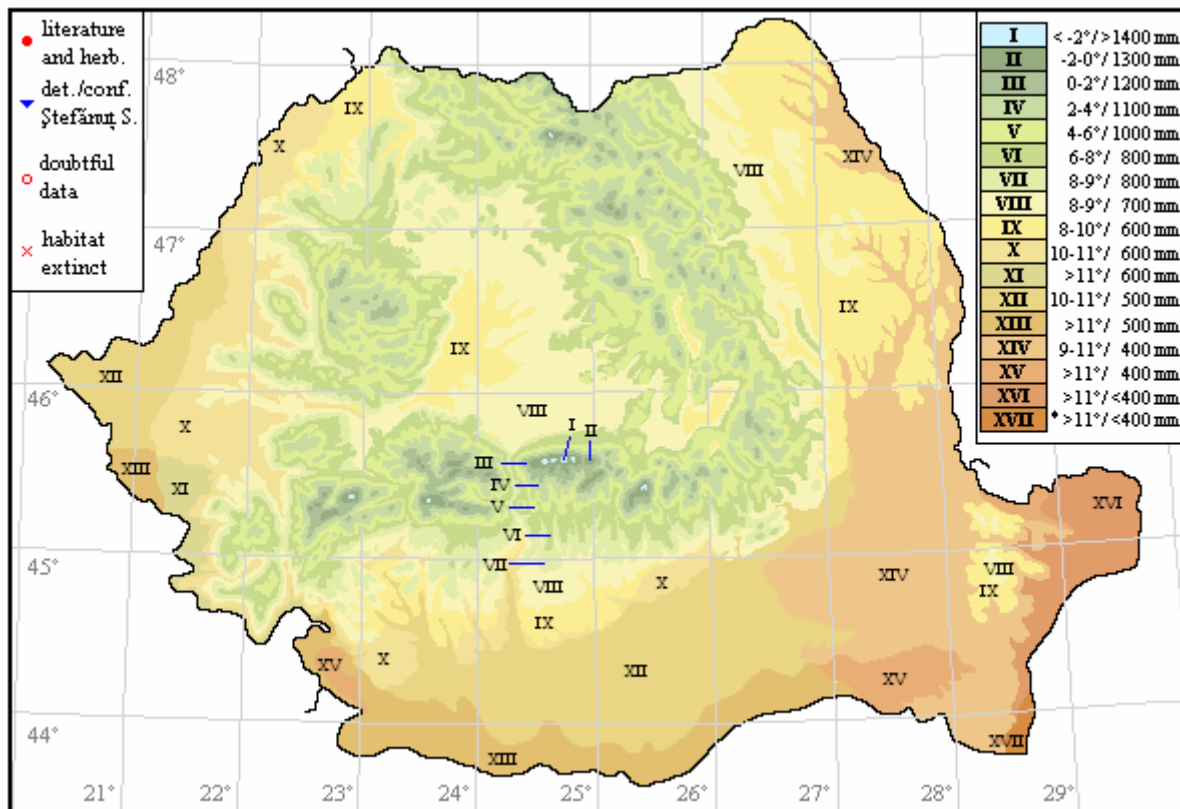 literature
and herb.
det./conf.
Ştefănuţ S.
doubtful
data
habitat
extinct
I < -2°/>1400 mm
II -2-0°/ 1300 mm
III 0-2°/ 1200 mm
IV 2-4°/ 1100 mm
V 4-6°/ 1000 mm
VI 6-8°/ 800 mm
VII 8-9°/ 800 mm
VIII 8-9°/ 700 mm
IX 8-10°/ 600 mm
X 10-11°/ 600 mm
XI >11°/ 600 mm
XII 10-11°/ 500 mm
XIII >11°/ 500 mm
XIV 9-11°/ 400 mm
XV >11°/ 400 mm
XVI >11°/<400 mm
XVII * >11°/<400 mm
48°
IX
X
XIV
VIII
47°
IX
IX
XII
46°
VIII
X
I
II
III
XIII
IV
XI
V
XVI
VI
45°
VII
VIII
X
XIV
VIII
IX
IX
X
XV
XII
XV
44°
XIII
XVII
21°
22°
23°
24°
25°
26°
27°
28°
29°